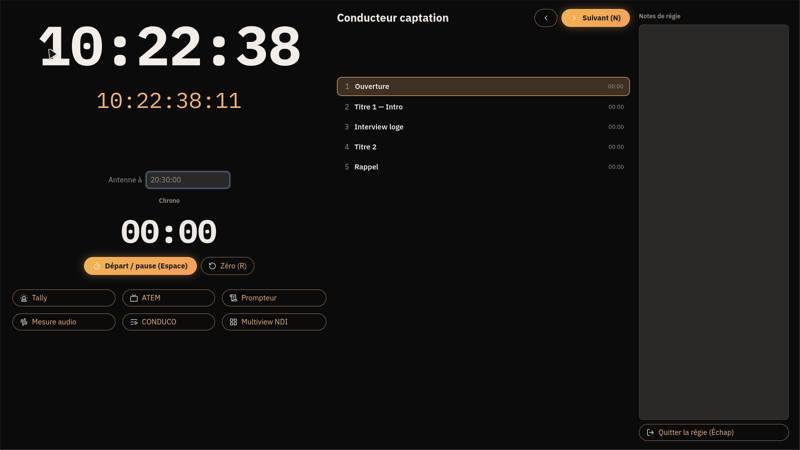 10:22:38
10:22:38:11
Antenne à 20:30:00
Chrono
00:00
Départ / pause (Espace)
Zéro (R)
Tally
ATEM
Prompteur
Mesure audio
CONDUCO
Multiview NDI
Conducteur captation
Suivant (N)
1 Ouverture 00:00
2 Titre 1 — Intro 00:00
3 Interview loge 00:00
4 Titre 2 00:00
5 Rappel 00:00
Notes de régie
Quitter la régie (Échap)